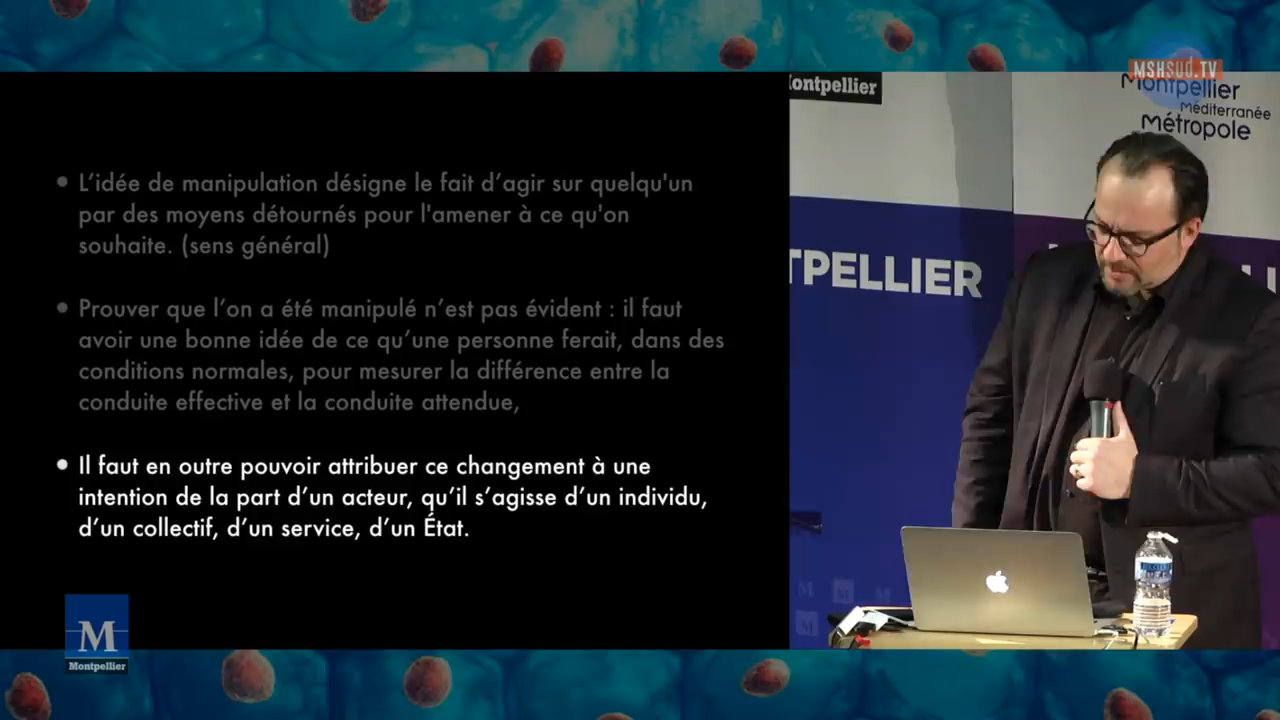 MSHSUD.TV
Montpellier
Méditerranée
Métropole
ontpellier
TPELLIER
• L’idée de manipulation désigne le fait d’agir sur quelqu'un
par des moyens détournés pour l'amener à ce qu'on
souhaite. (sens général)
• Prouver que l’on a été manipulé n’est pas évident : il faut
avoir une bonne idée de ce qu’une personne ferait, dans des
conditions normales, pour mesurer la différence entre la
conduite effective et la conduite attendue,
• Il faut en outre pouvoir attribuer ce changement à une
intention de la part d’un acteur, qu’il s’agisse d’un individu,
d’un collectif, d’un service, d’un État.
M
Montpellier